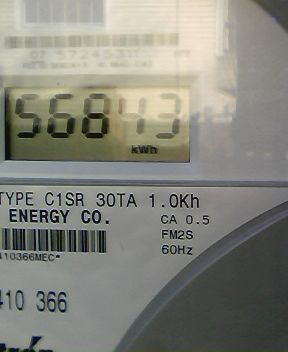 56843
kWh
TYPE C1SR 30TA 1.0Kh
ENERGY CO.
CA 0.5
FM2S
60Hz
410366MEC*
410 366